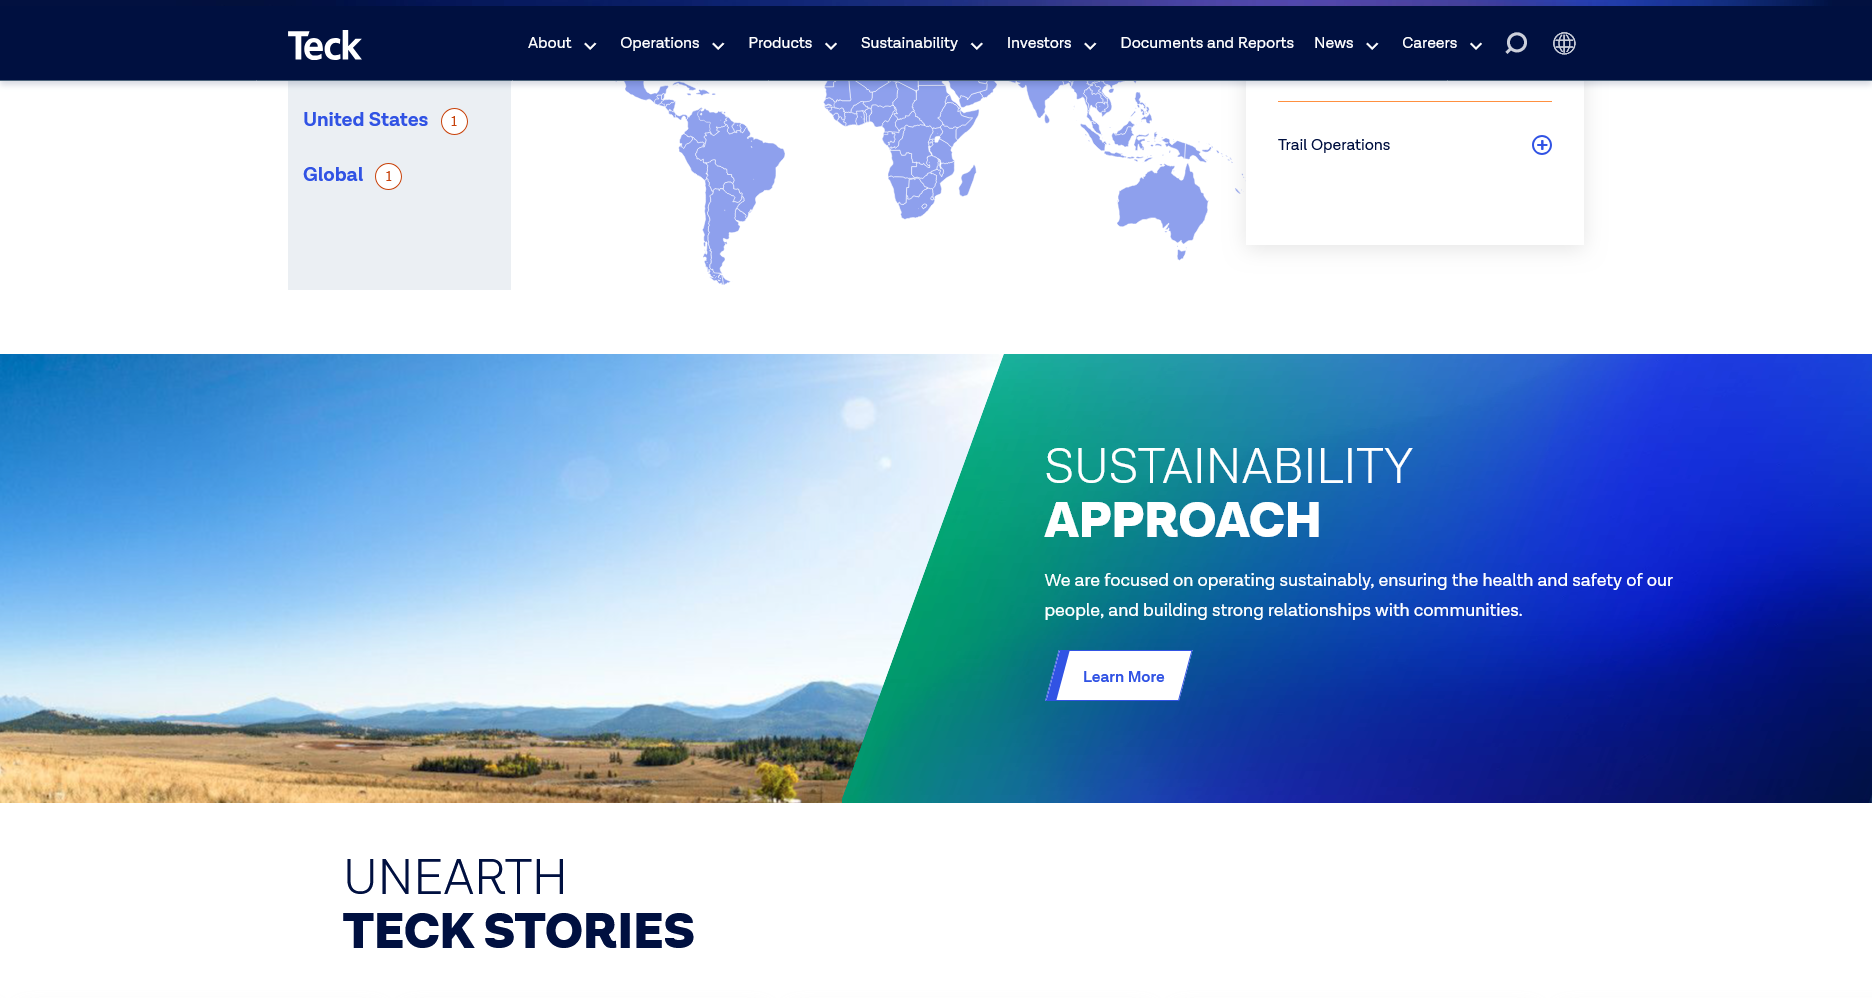 Teck
About
Operations
Products
Sustainability
Investors
Documents and Reports
News
Careers
United States 1
Global 1
Trail Operations
SUSTAINABILITY
APPROACH
We are focused on operating sustainably, ensuring the health and safety of our
people, and building strong relationships with communities.
Learn More
UNEARTH
TECK STORIES